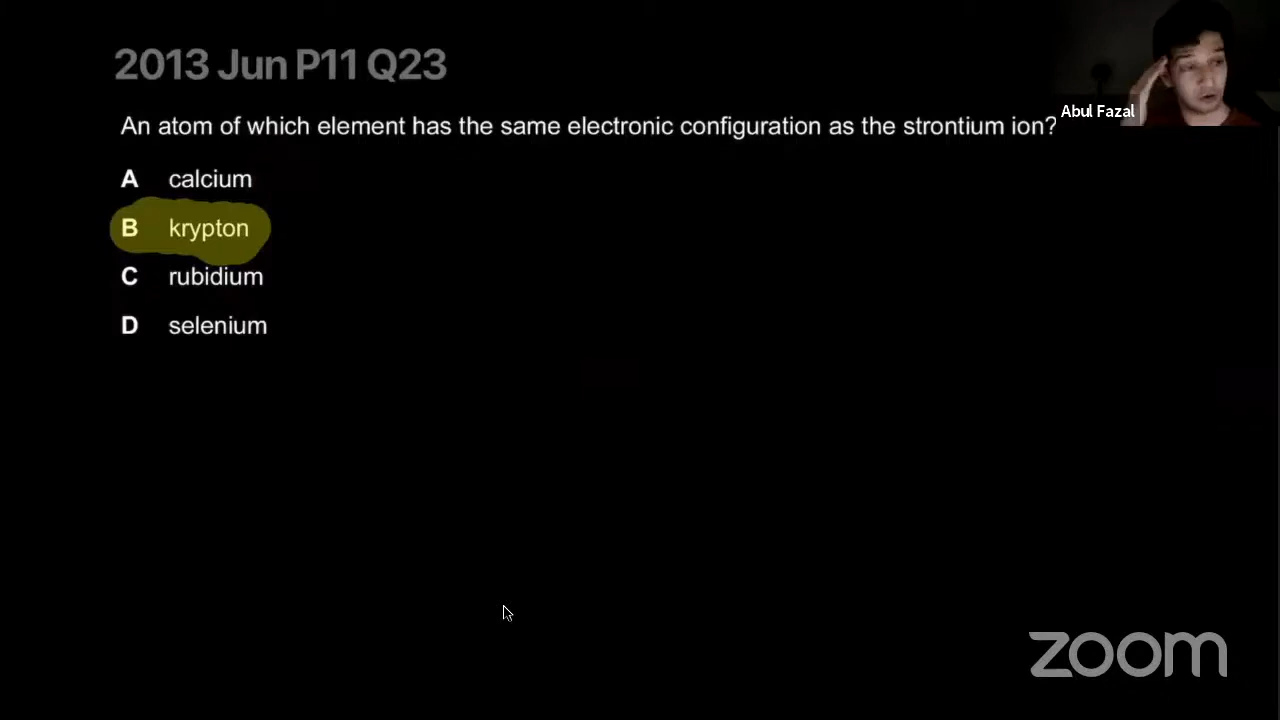 2013 Jun P11 Q23
An atom of which element has the same electronic configuration as the strontium ion?
Abul Fazal
A calcium
B krypton
C rubidium
D selenium
zoom